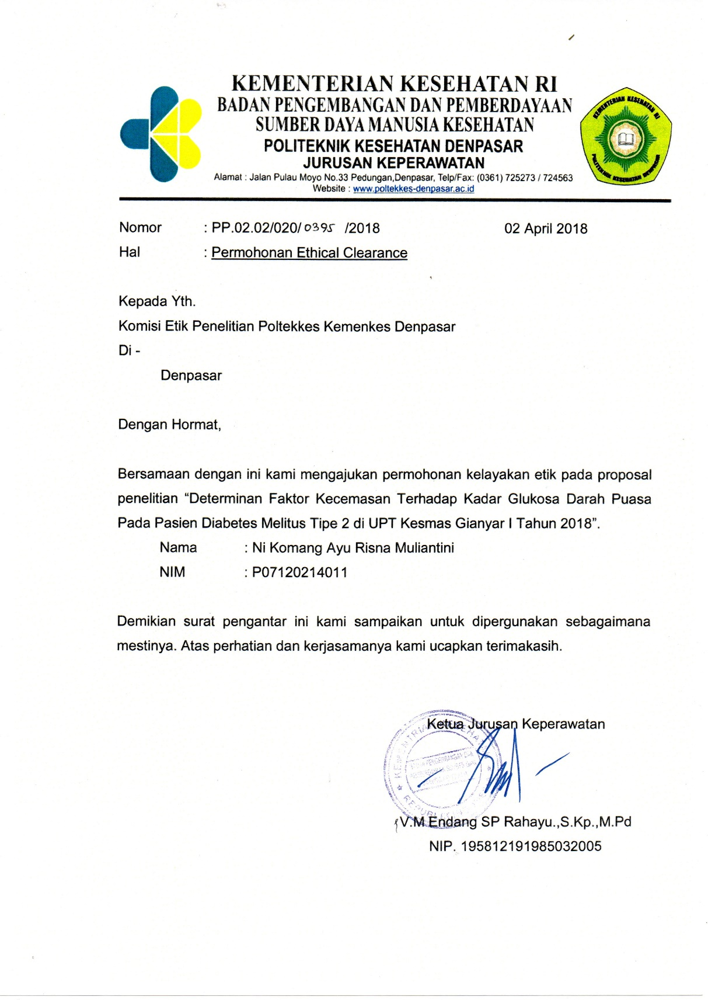 KEMENTERIAN KESEHATAN RI
BADAN PENGEMBANGAN DAN PEMBERDAYAAN
SUMBER DAYA MANUSIA KESEHATAN
POLITEKNIK KESEHATAN DENPASAR
JURUSAN KEPERAWATAN
Alamat : Jalan Pulau Moyo No.33 Pedungan,Denpasar, Telp/Fax: (0361) 725273 / 724563
Website : www.poltekkes-denpasar.ac.id
KEMENTERIAN KESEHATAN RI
POLITEKNIK KESEHATAN DENPASAR
Nomor : PP.02.02/020/ 0395 /2018 02 April 2018
Hal : Permohonan Ethical Clearance
Kepada Yth.
Komisi Etik Penelitian Poltekkes Kemenkes Denpasar
Di -
Denpasar
Dengan Hormat,
Bersamaan dengan ini kami mengajukan permohonan kelayakan etik pada proposal
penelitian “Determinan Faktor Kecemasan Terhadap Kadar Glukosa Darah Puasa
Pada Pasien Diabetes Melitus Tipe 2 di UPT Kesmas Gianyar I Tahun 2018”.
Nama : Ni Komang Ayu Risna Muliantini
NIM : P07120214011
Demikian surat pengantar ini kami sampaikan untuk dipergunakan sebagaimana
mestinya. Atas perhatian dan kerjasamanya kami ucapkan terimakasih.
Ketua Jurusan Keperawatan
V.M Endang SP Rahayu.,S.Kp.,M.Pd
NIP. 195812191985032005